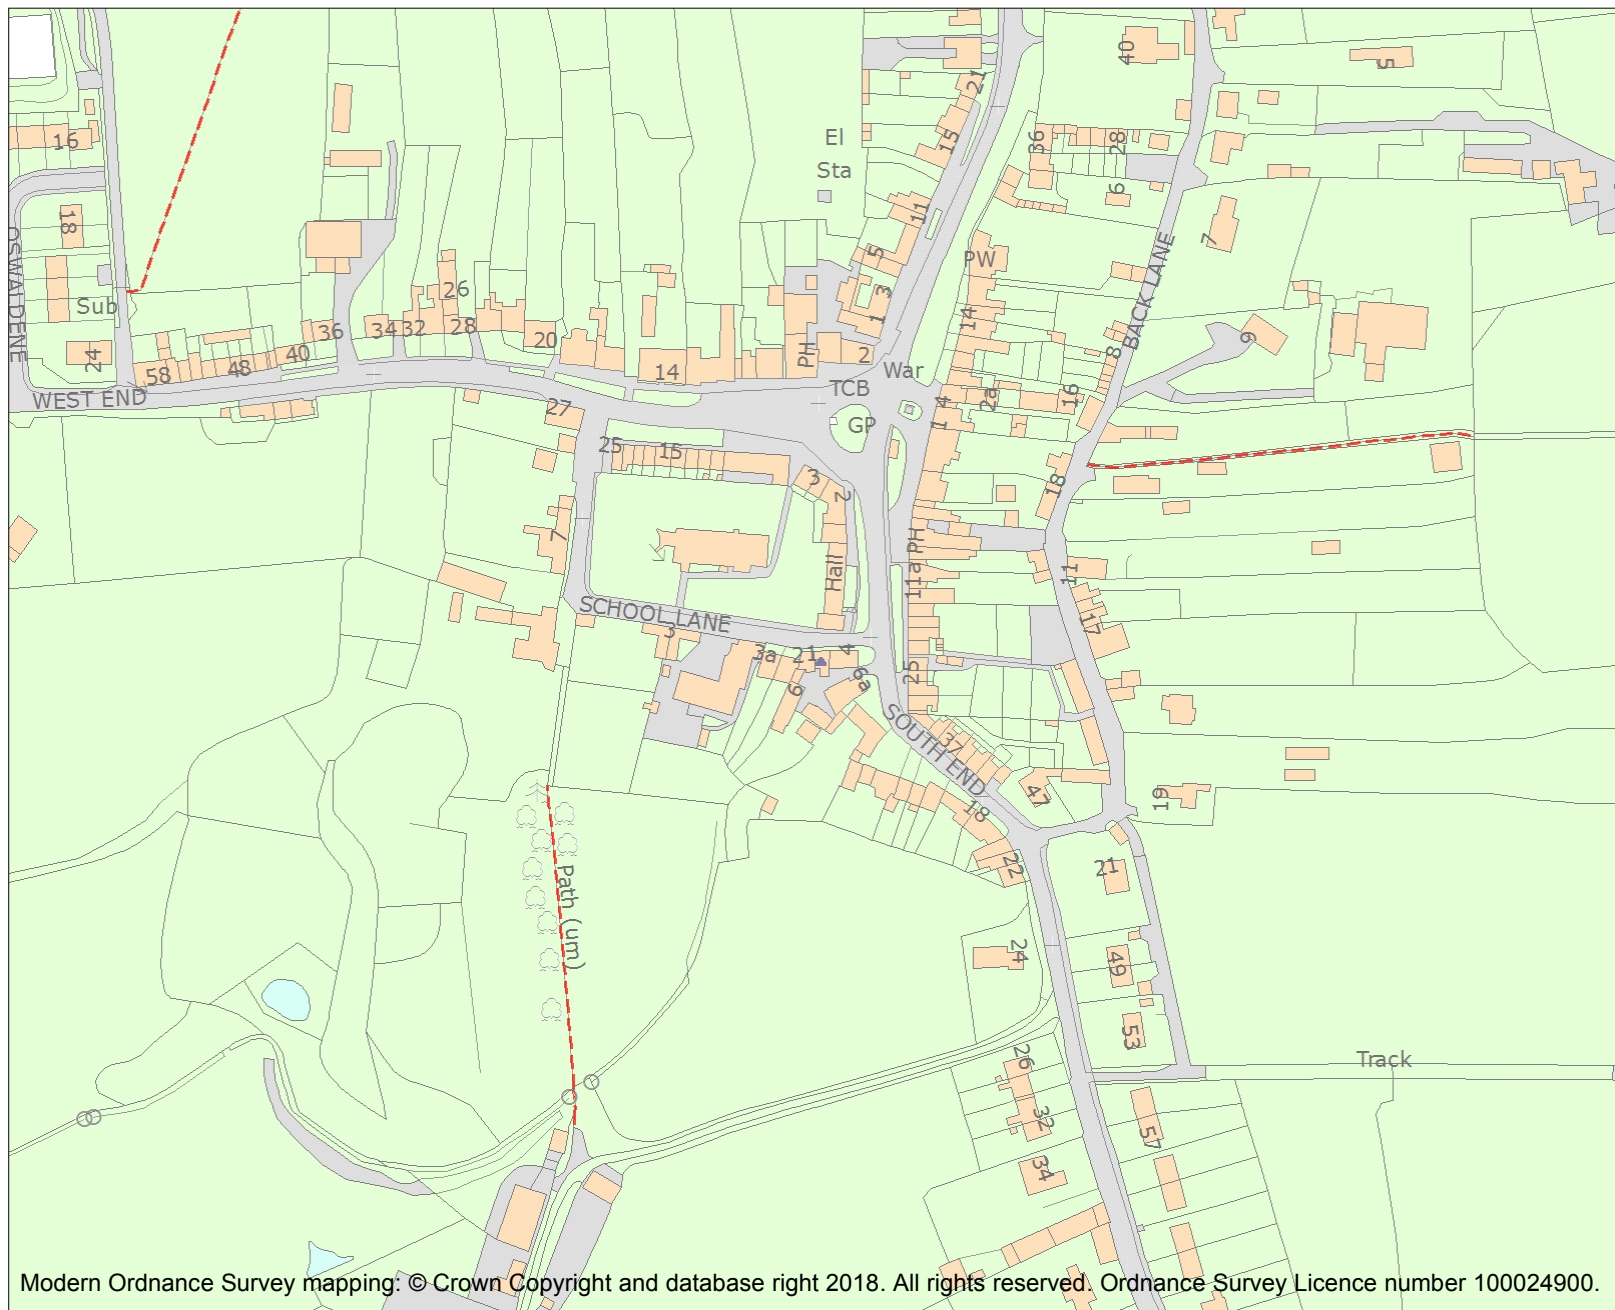 40
5
21
36
28
El
Sta
15
16
6
18
11
7
OSWALDENE
PW
5
BACK LANE
Sub
26
3
1
14
36
34
32
28
20
9
24
58
48
40
14
PH
2
8
War
TCB
2a
16
WEST END
27
GP
4
1
25
15
3
2
18
7
Hall
PH
11a
11
SCHOOL LANE
3
3a
21
4
6a
6
25
17
SOUTH END
37
47
18
19
22
21
Path (um)
24
49
53
26
Track
32
57
34
Modern Ordnance Survey mapping: © Crown Copyright and database right 2018. All rights reserved. Ordnance Survey Licence number 100024900.